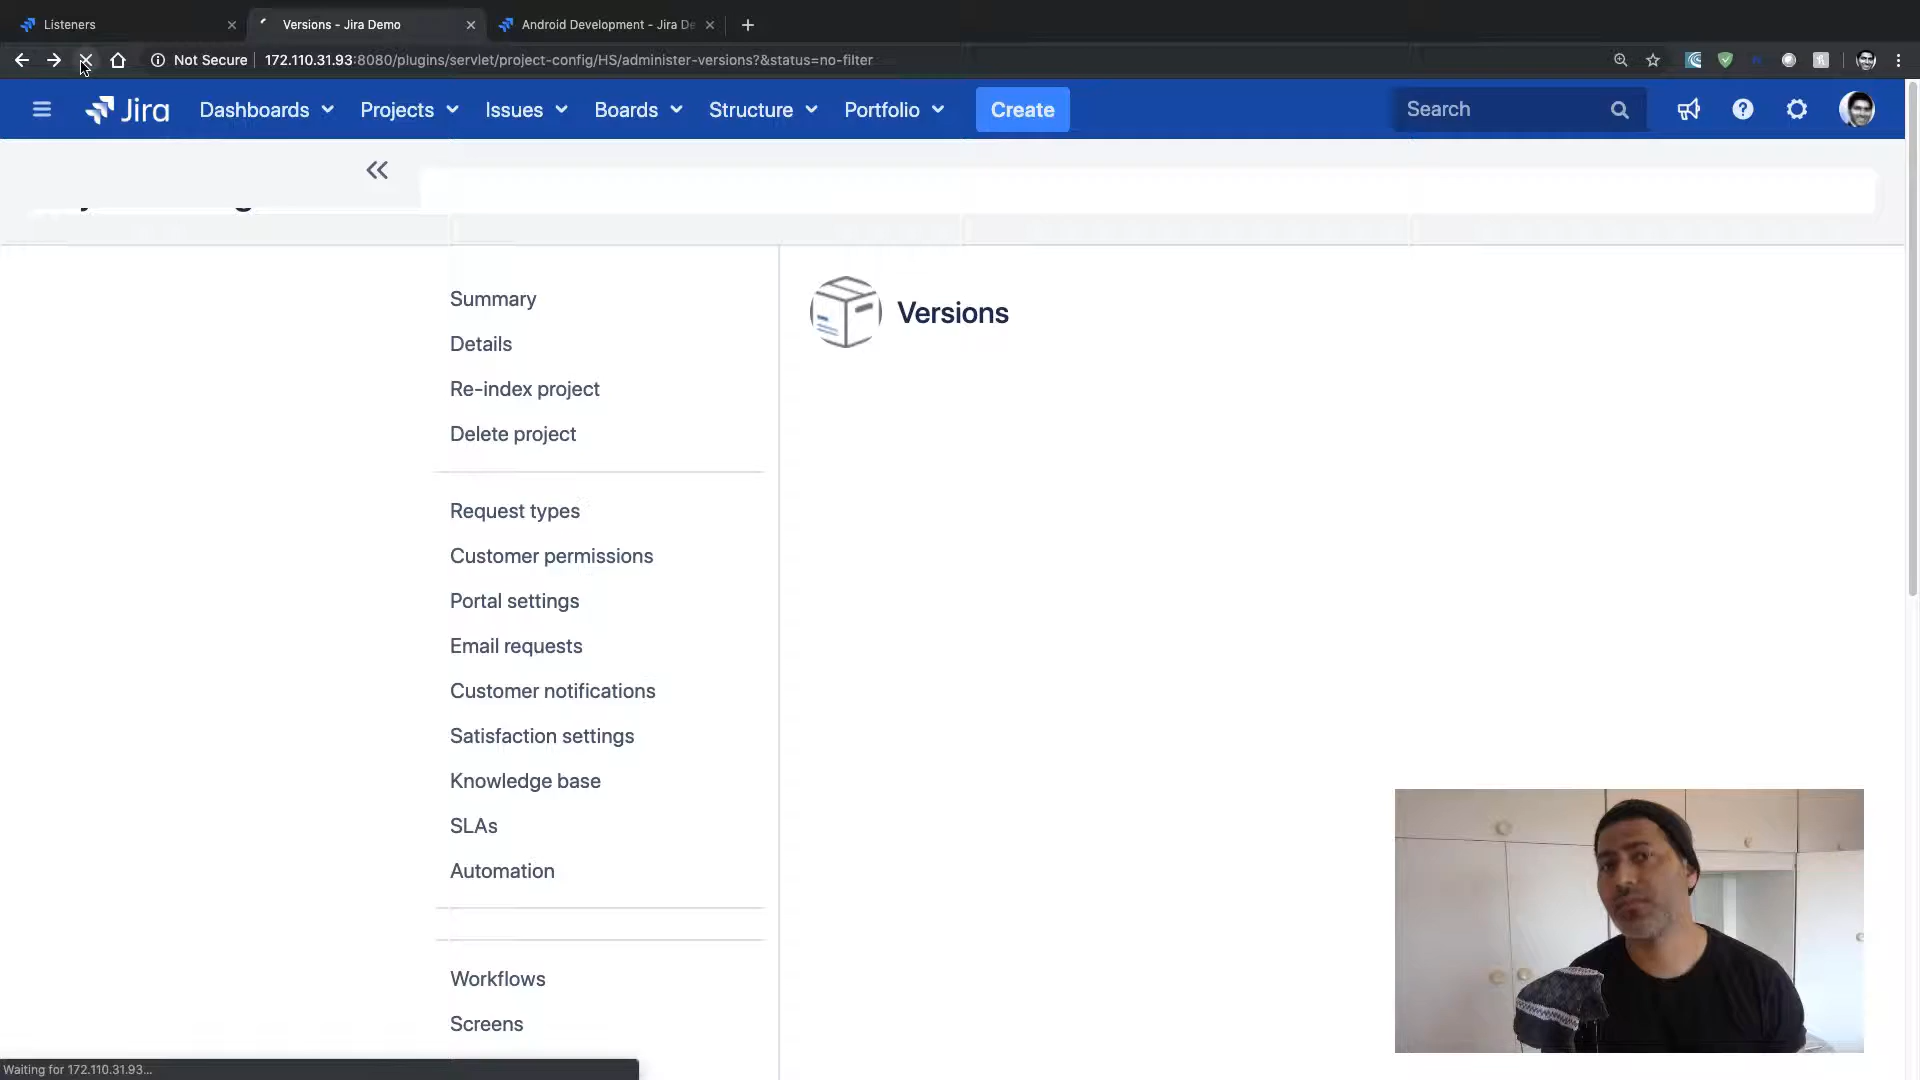 Listeners
Versions - Jira Demo
Android Development - Jira De
Not Secure
172.110.31.93:8080/plugins/servlet/project-config/HS/administer-versions?&status=no-filter
Jira
Dashboards
Projects
Issues
Boards
Structure
Portfolio
Create
Search
Summary
Details
Re-index project
Delete project
Request types
Customer permissions
Portal settings
Email requests
Customer notifications
Satisfaction settings
Knowledge base
SLAs
Automation
Workflows
Screens
Versions
Waiting for 172.110.31.93...